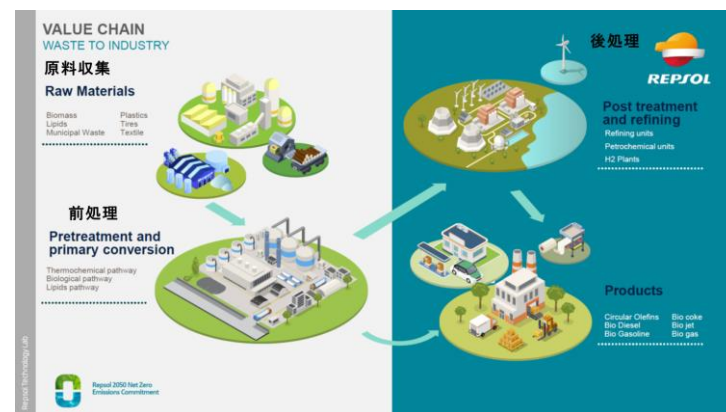 VALUE CHAIN
WASTE TO INDUSTRY
原料収集
Raw Materials
Biomass
Lipids
Municipal Waste
Plastics
Tires
Textile
前処理
Pretreatment and
primary conversion
Thermochemical pathway
Biological pathway
Lipids pathway
Repsol 2050 Net Zero
Emissions Commitment
Repsol Technology Lab
後処理
REPSOL
Post treatment
and refining
Refining units
Petrochemical units
H2 Plants
Products
Circular Olefins
Bio Diesel
Bio Gasoline
Bio coke
Bio jet
Bio gas